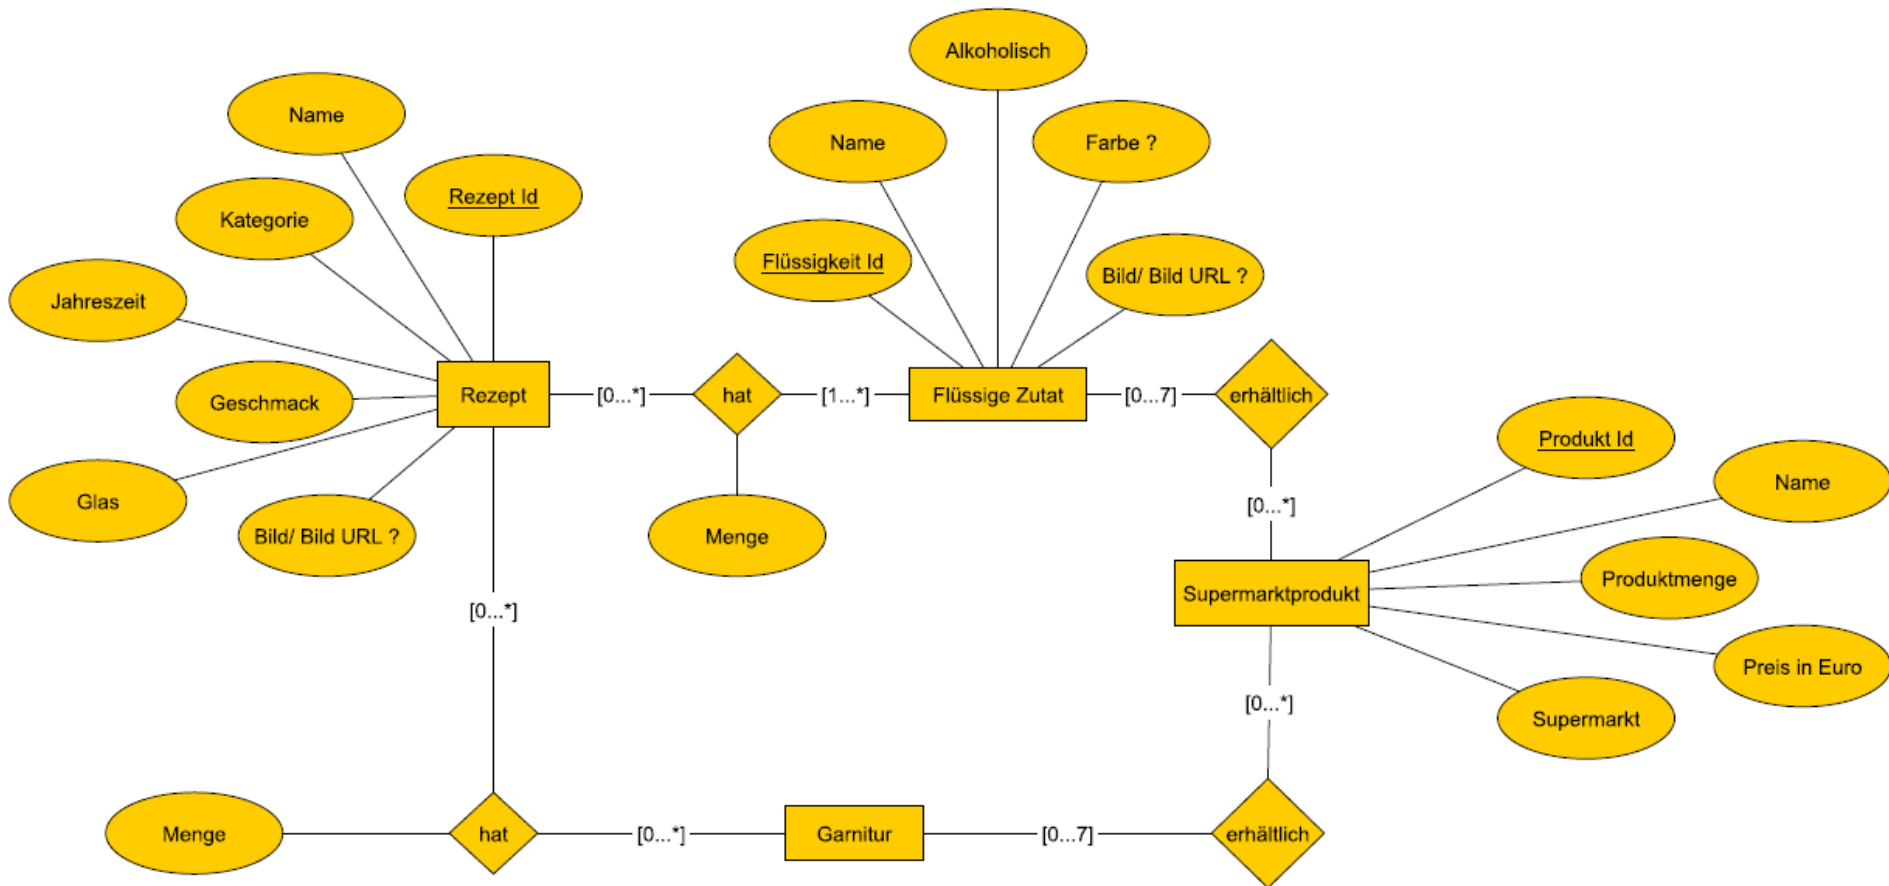 Alkoholisch
Name
Name
Farbe ?
Rezept Id
Kategorie
Flüssigkeit Id
Bild/ Bild URL ?
Jahreszeit
Geschmack
Rezept
[0...*]
hat
[1...*]
Flüssige Zutat
[0...7]
erhältlich
Produkt Id
Name
Glas
Bild/ Bild URL ?
Menge
[0...*]
Produktmenge
Supermarktprodukt
[0...*]
Preis in Euro
[0...*]
Supermarkt
Menge
hat
[0...*]
Garnitur
[0...7]
erhältlich